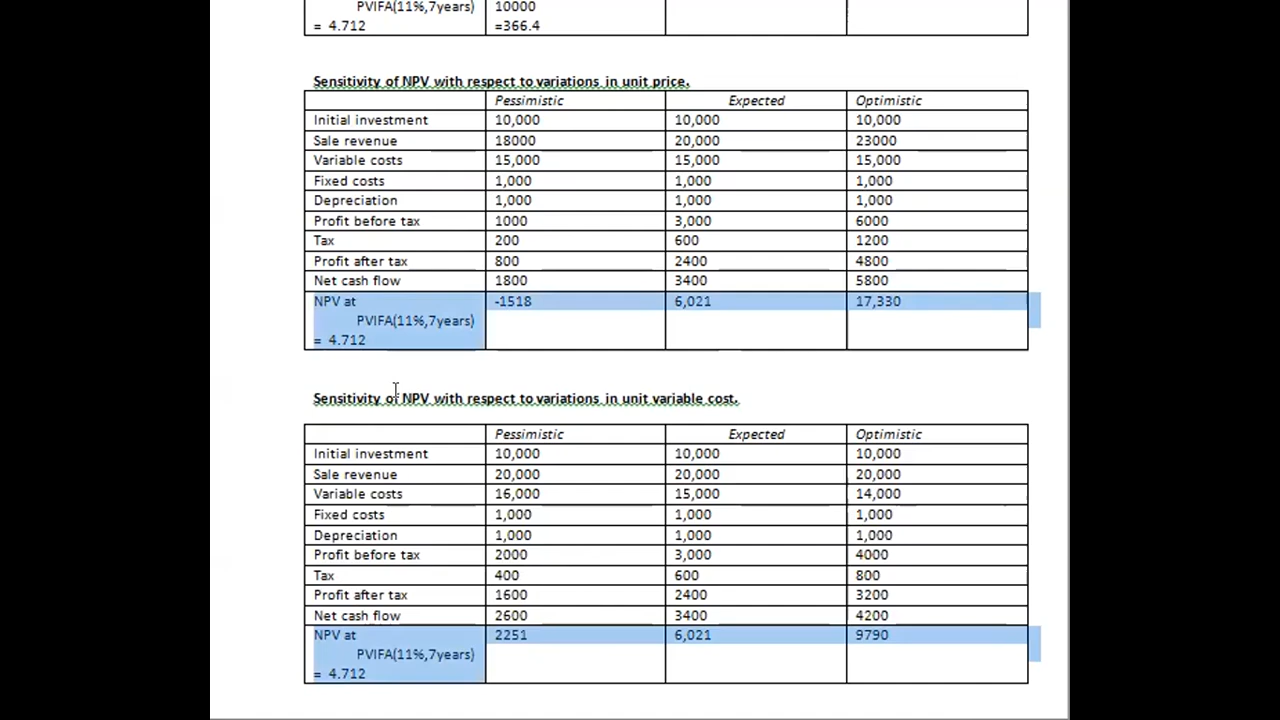 PVIFA(11%,7years) 10000
= 4.712 =366.4
Sensitivity of NPV with respect to variations in unit price.
Pessimistic Expected Optimistic
Initial investment 10,000 10,000 10,000
Sale revenue 18000 20,000 23000
Variable costs 15,000 15,000 15,000
Fixed costs 1,000 1,000 1,000
Depreciation 1,000 1,000 1,000
Profit before tax 1000 3,000 6000
Tax 200 600 1200
Profit after tax 800 2400 4800
Net cash flow 1800 3400 5800
NPV at -1518 6,021 17,330
PVIFA(11%,7years)
= 4.712
Sensitivity of NPV with respect to variations in unit variable cost.
Pessimistic Expected Optimistic
Initial investment 10,000 10,000 10,000
Sale revenue 20,000 20,000 20,000
Variable costs 16,000 15,000 14,000
Fixed costs 1,000 1,000 1,000
Depreciation 1,000 1,000 1,000
Profit before tax 2000 3,000 4000
Tax 400 600 800
Profit after tax 1600 2400 3200
Net cash flow 2600 3400 4200
NPV at 2251 6,021 9790
PVIFA(11%,7years)
= 4.712